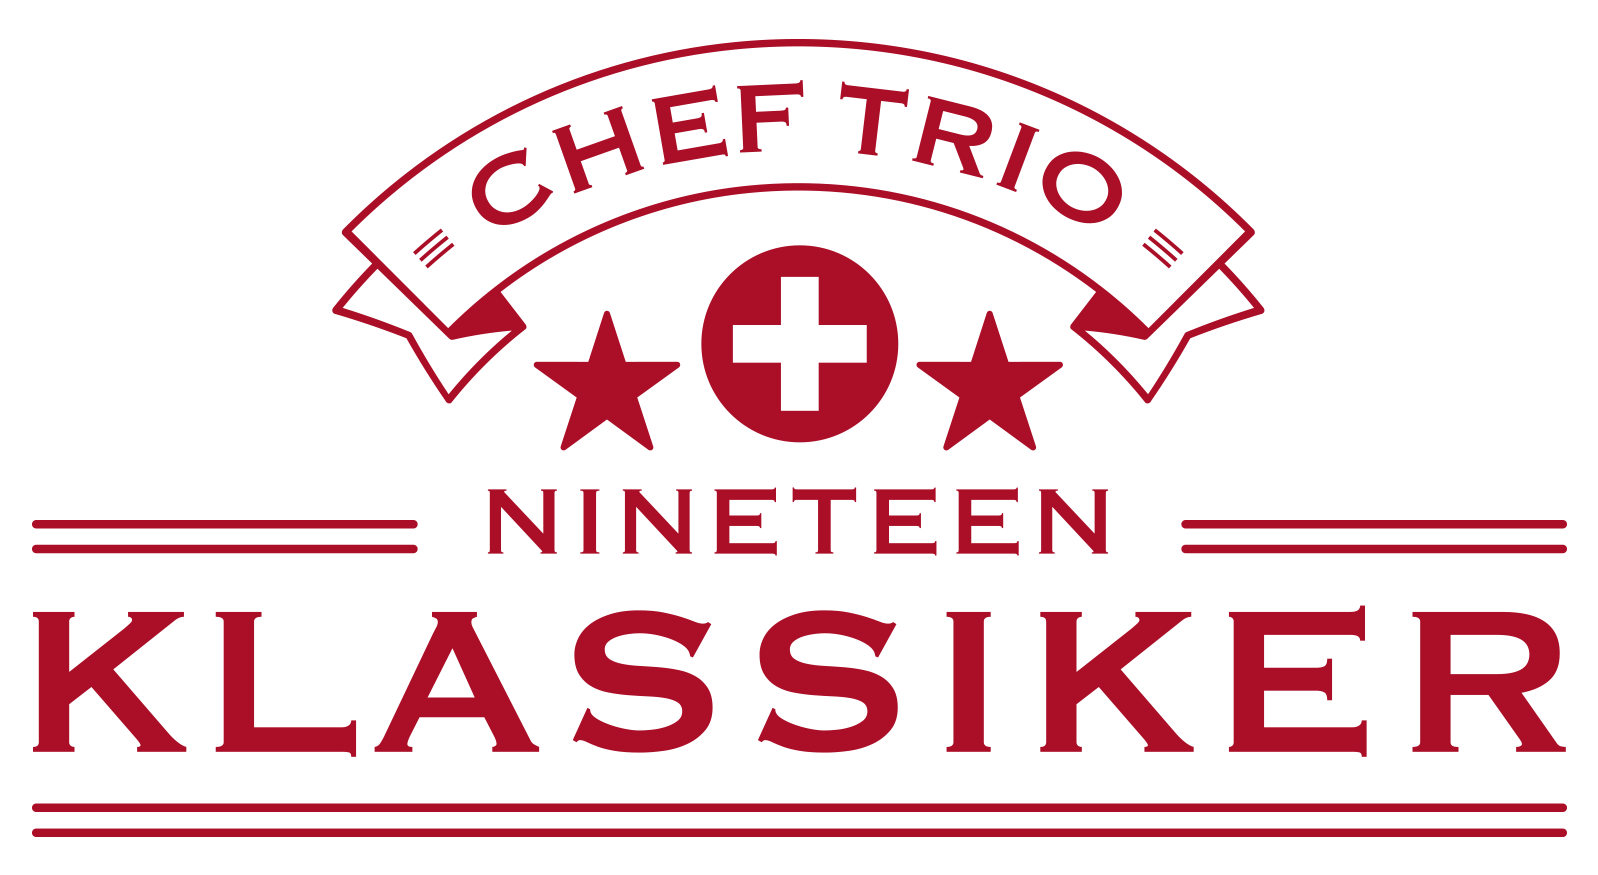 CHEF TRIO
NINETEEN
KLASSIKER